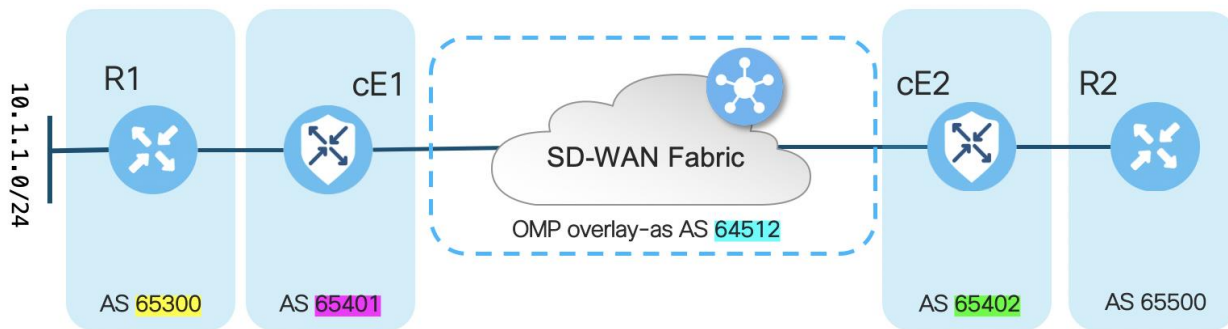 10.1.1.0/24
R1
cE1
SD-WAN Fabric
OMP overlay-as AS 64512
cE2
R2
AS 65300
AS 65401
AS 65402
AS 65500